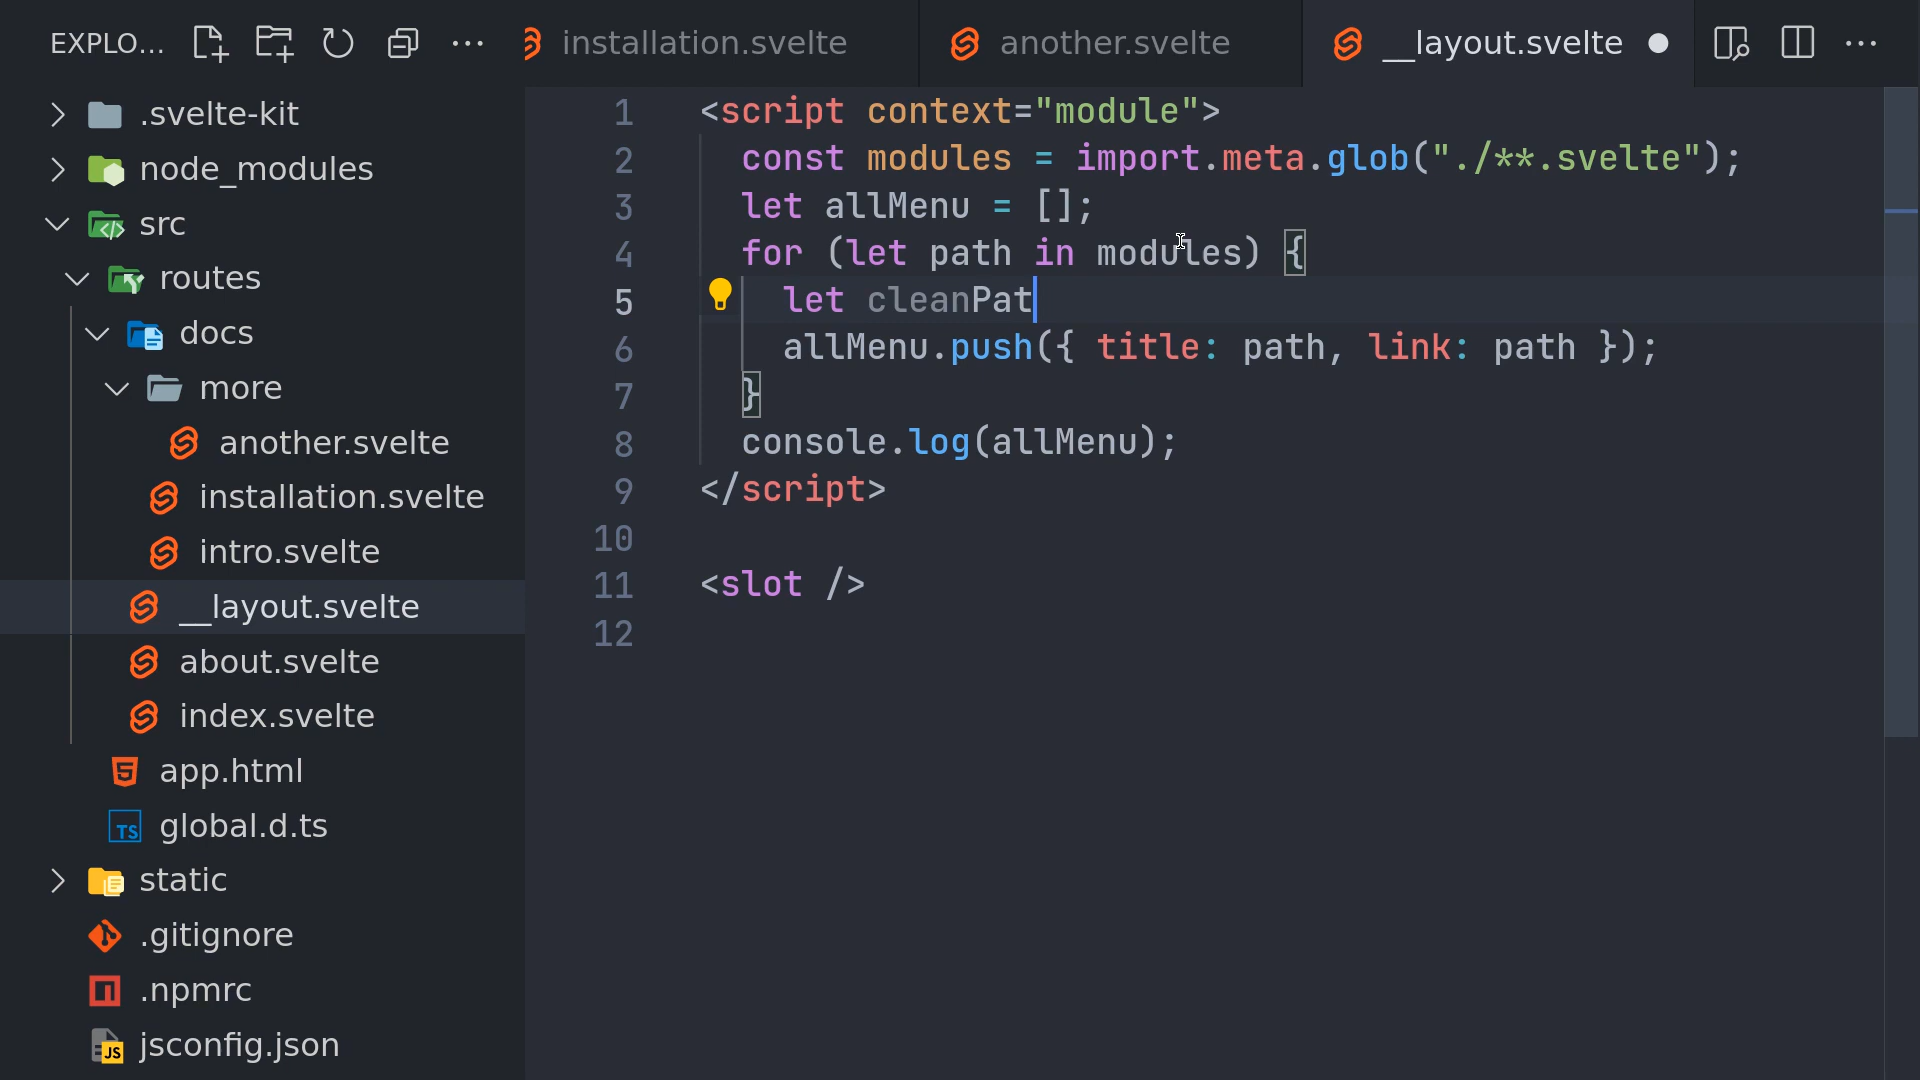 EXPLO...
installation.svelte
another.svelte
__layout.svelte
.svelte-kit
node_modules
src
routes
docs
more
another.svelte
installation.svelte
intro.svelte
__layout.svelte
about.svelte
index.svelte
app.html
TS global.d.ts
static
.gitignore
.npmrc
JS jsconfig.json
1 <script context="module">
2 const modules = import.meta.glob("./**.svelte");
3 let allMenu = [];
4 for (let path in modules) {
5 let cleanPat
6 allMenu.push({ title: path, link: path });
7 }
8 console.log(allMenu);
9 </script>
10
11 <slot />
12